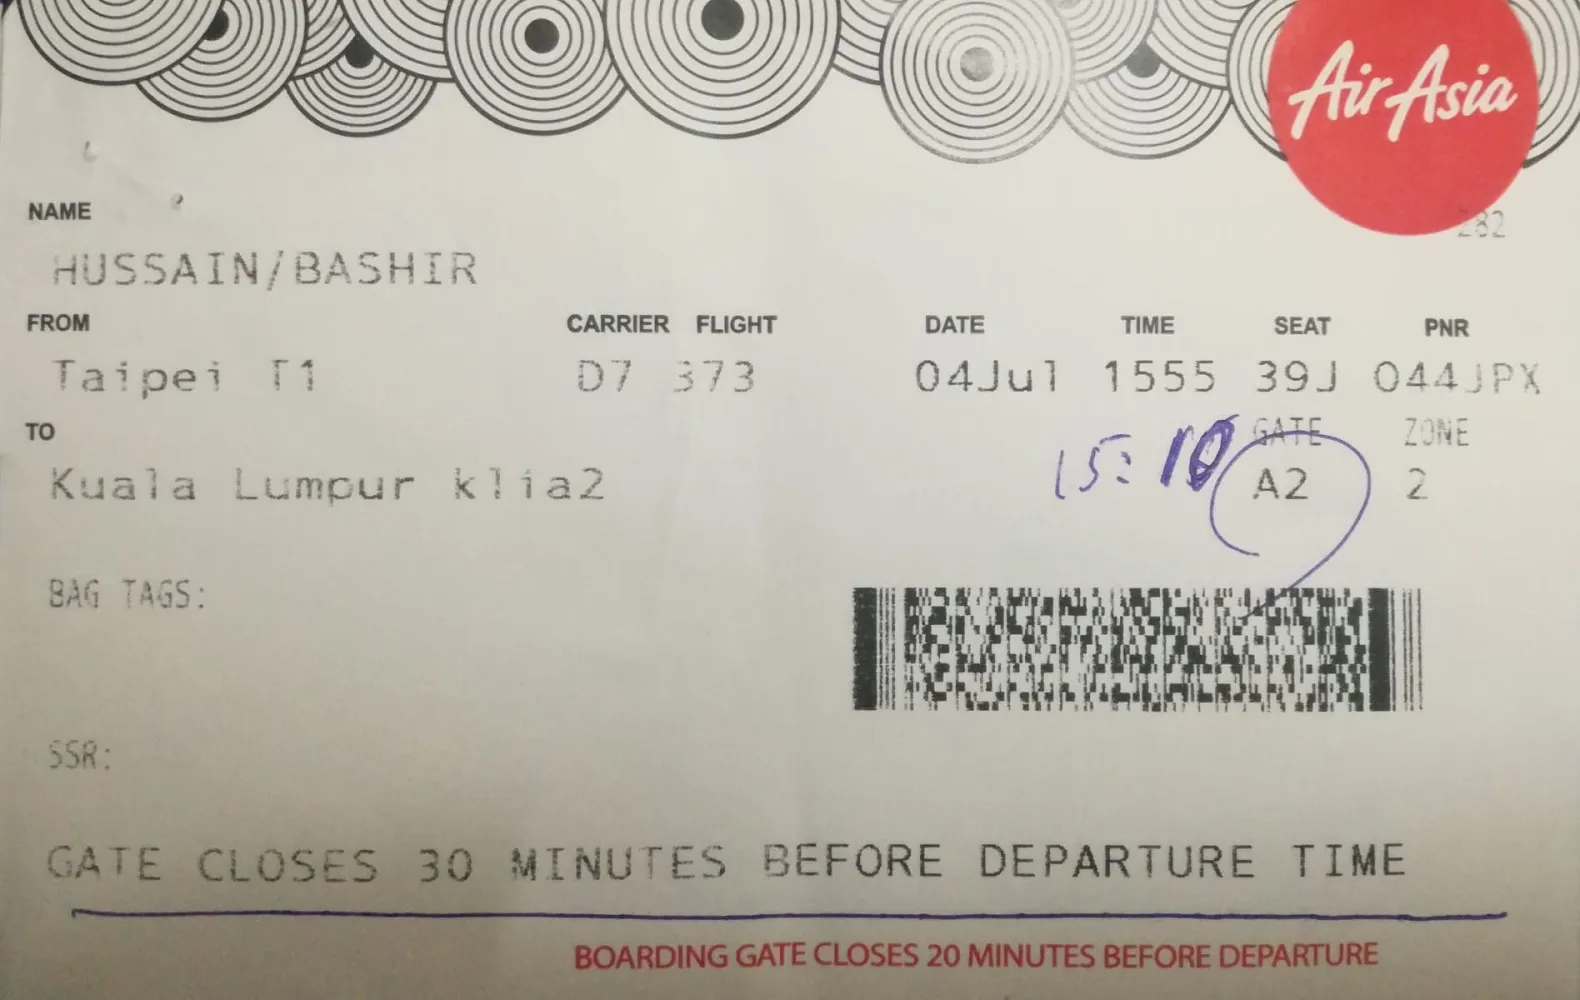 AirAsia
282
NAME
HUSSAIN/BASHIR
FROM CARRIER FLIGHT DATE TIME SEAT PNR
Taipei T1 D7 373 04Jul 1555 39J O44JPX
TO 15:10 GATE ZONE
Kuala Lumpur klia2 A2 2
BAG TAGS:
SSR:
GATE CLOSES 30 MINUTES BEFORE DEPARTURE TIME
BOARDING GATE CLOSES 20 MINUTES BEFORE DEPARTURE